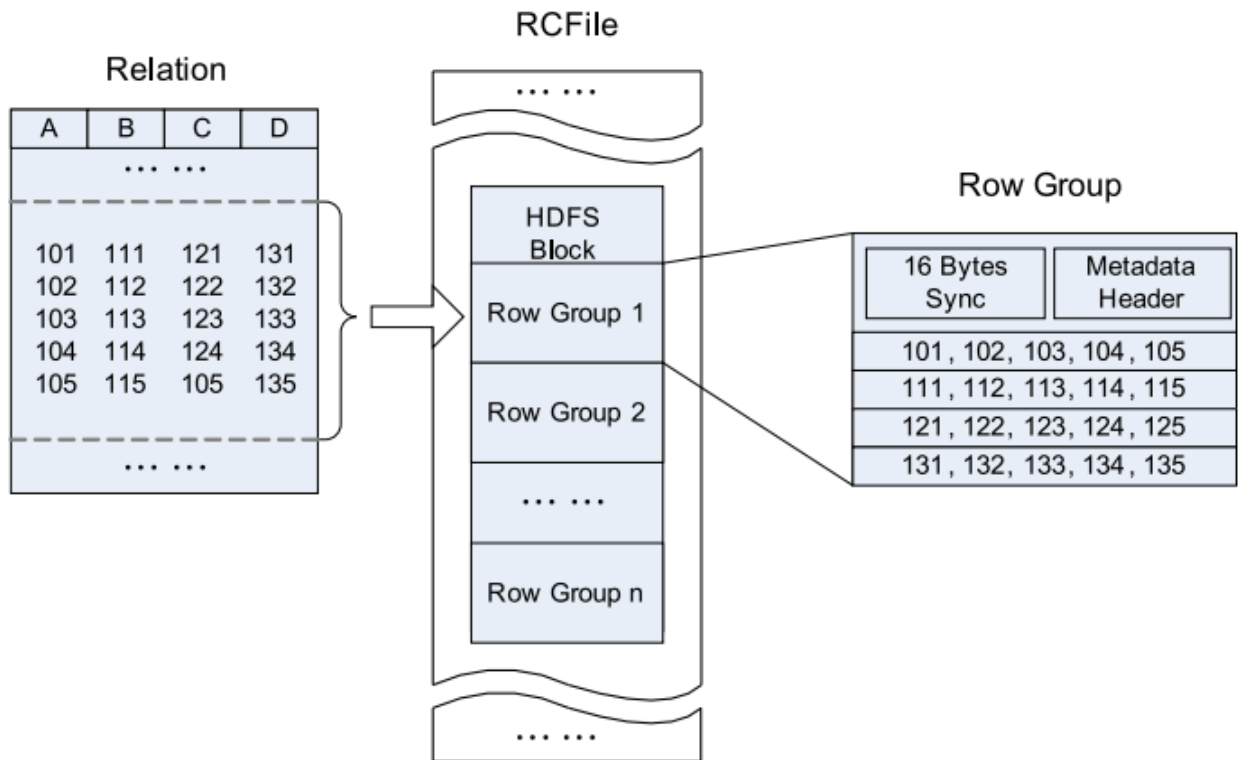 RCFile
Relation
A B C D
... ...
101 111 121 131
102 112 122 132
103 113 123 133
104 114 124 134
105 115 105 135
... ...
... ...
HDFS
Block
Row Group 1
Row Group 2
... ...
Row Group n
... ...
Row Group
16 Bytes
Sync
Metadata
Header
101, 102, 103, 104, 105
111, 112, 113, 114, 115
121, 122, 123, 124, 125
131, 132, 133, 134, 135